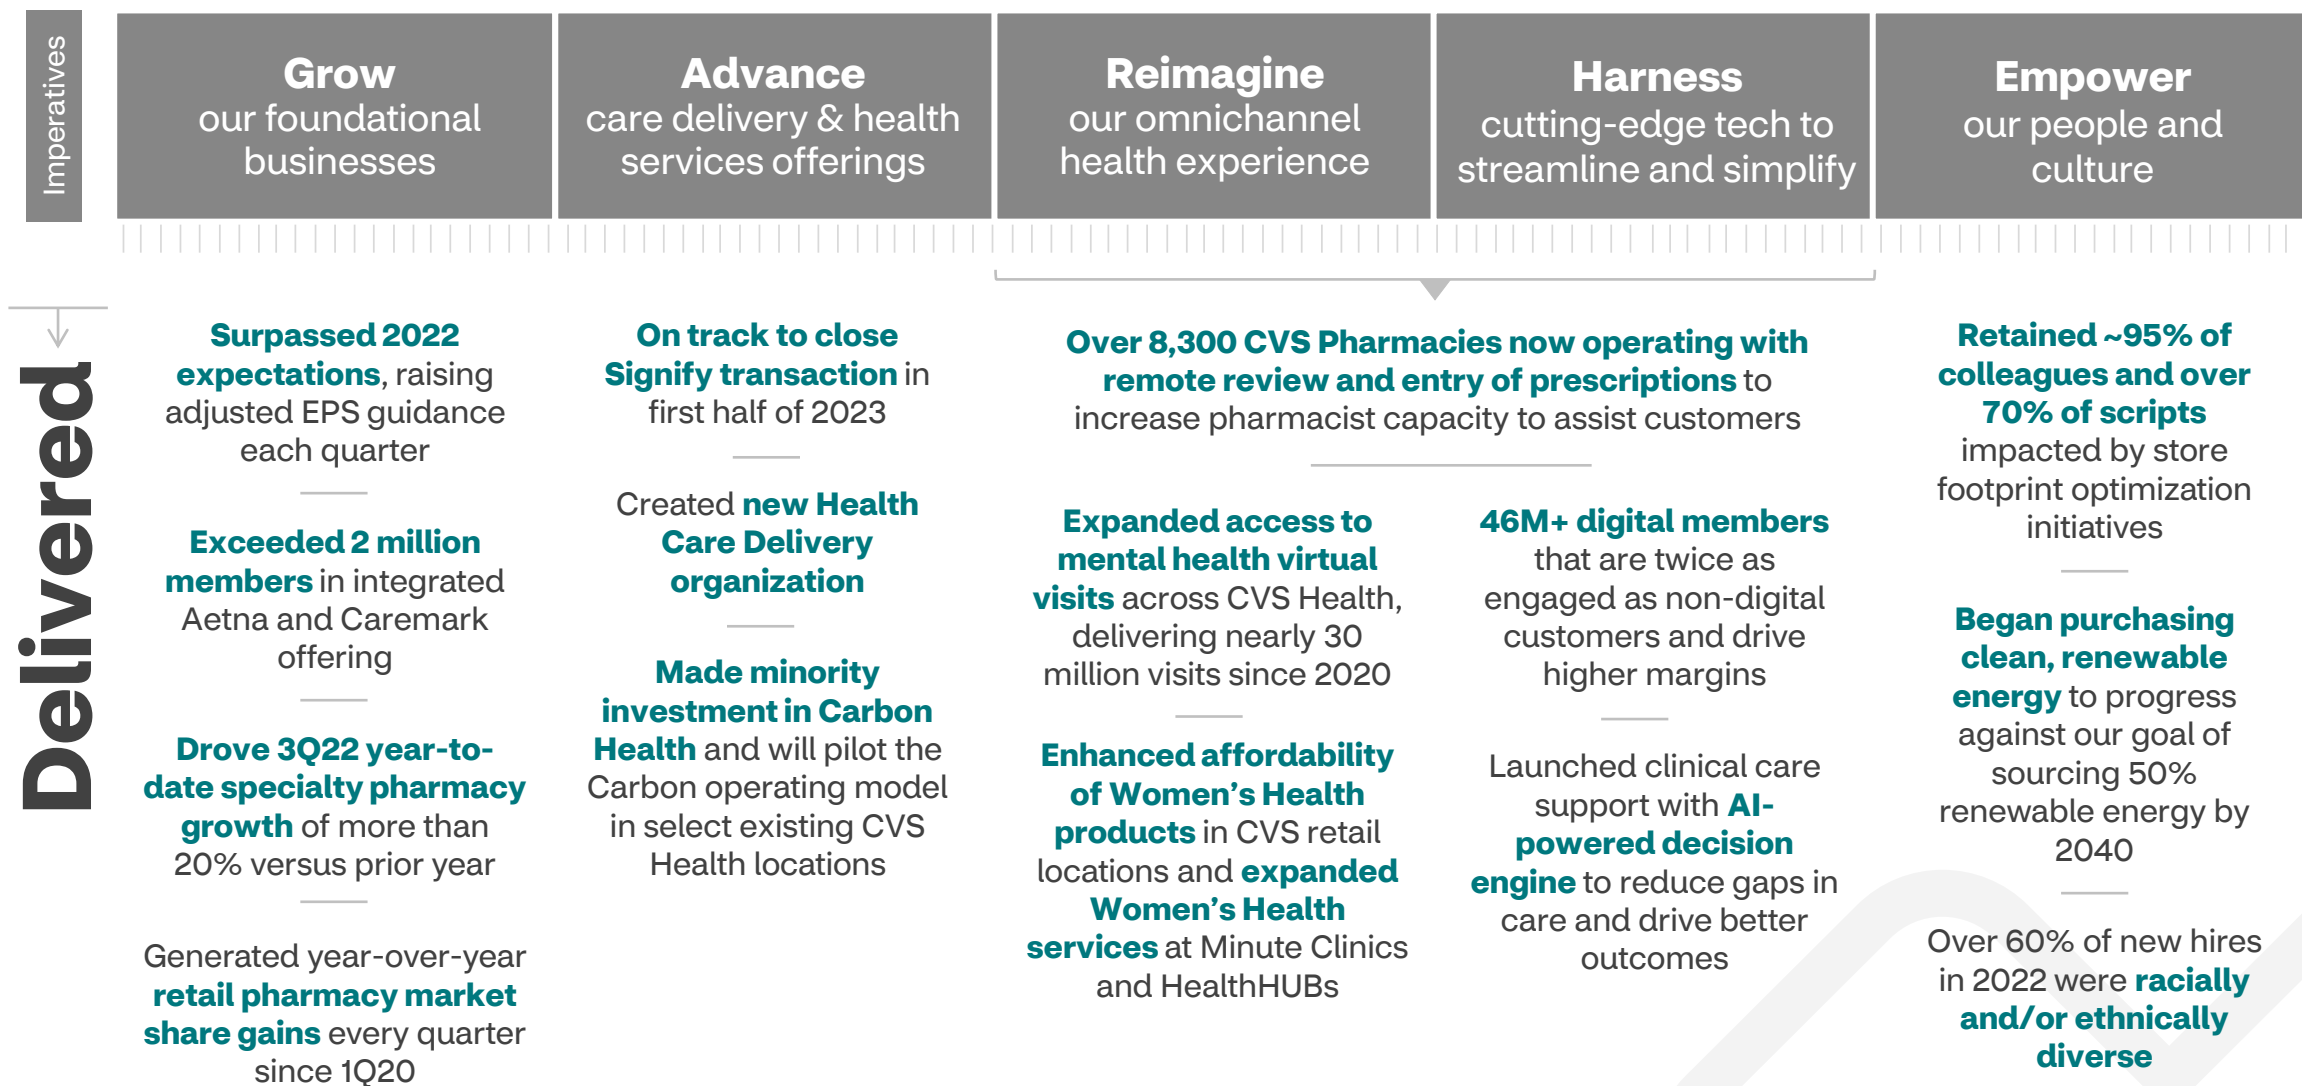 Imperatives
Grow
our foundational
businesses
Advance
care delivery & health
services offerings
Reimagine
our omnichannel
health experience
Harness
cutting-edge tech to
streamline and simplify
Empower
our people and
culture
Delivered
Surpassed 2022
expectations, raising
adjusted EPS guidance
each quarter
Exceeded 2 million
members in integrated
Aetna and Caremark
offering
Drove 3Q22 year-to-
date specialty pharmacy
growth of more than
20% versus prior year
Generated year-over-year
retail pharmacy market
share gains every quarter
since 1Q20
On track to close
Signify transaction in
first half of 2023
Created new Health
Care Delivery
organization
Made minority
investment in Carbon
Health and will pilot the
Carbon operating model
in select existing CVS
Health locations
Over 8,300 CVS Pharmacies now operating with
remote review and entry of prescriptions to
increase pharmacist capacity to assist customers
Expanded access to
mental health virtual
visits across CVS Health,
delivering nearly 30
million visits since 2020
Enhanced affordability
of Women's Health
products in CVS retail
locations and expanded
Women's Health
services at Minute Clinics
and HealthHUBs
46M+ digital members
that are twice as
engaged as non-digital
customers and drive
higher margins
Launched clinical care
support with AI-
powered decision
engine to reduce gaps in
care and drive better
outcomes
Retained ~95% of
colleagues and over
70% of scripts
impacted by store
footprint optimization
initiatives
Began purchasing
clean, renewable
energy to progress
against our goal of
sourcing 50%
renewable energy by
2040
Over 60% of new hires
in 2022 were racially
and/or ethnically
diverse